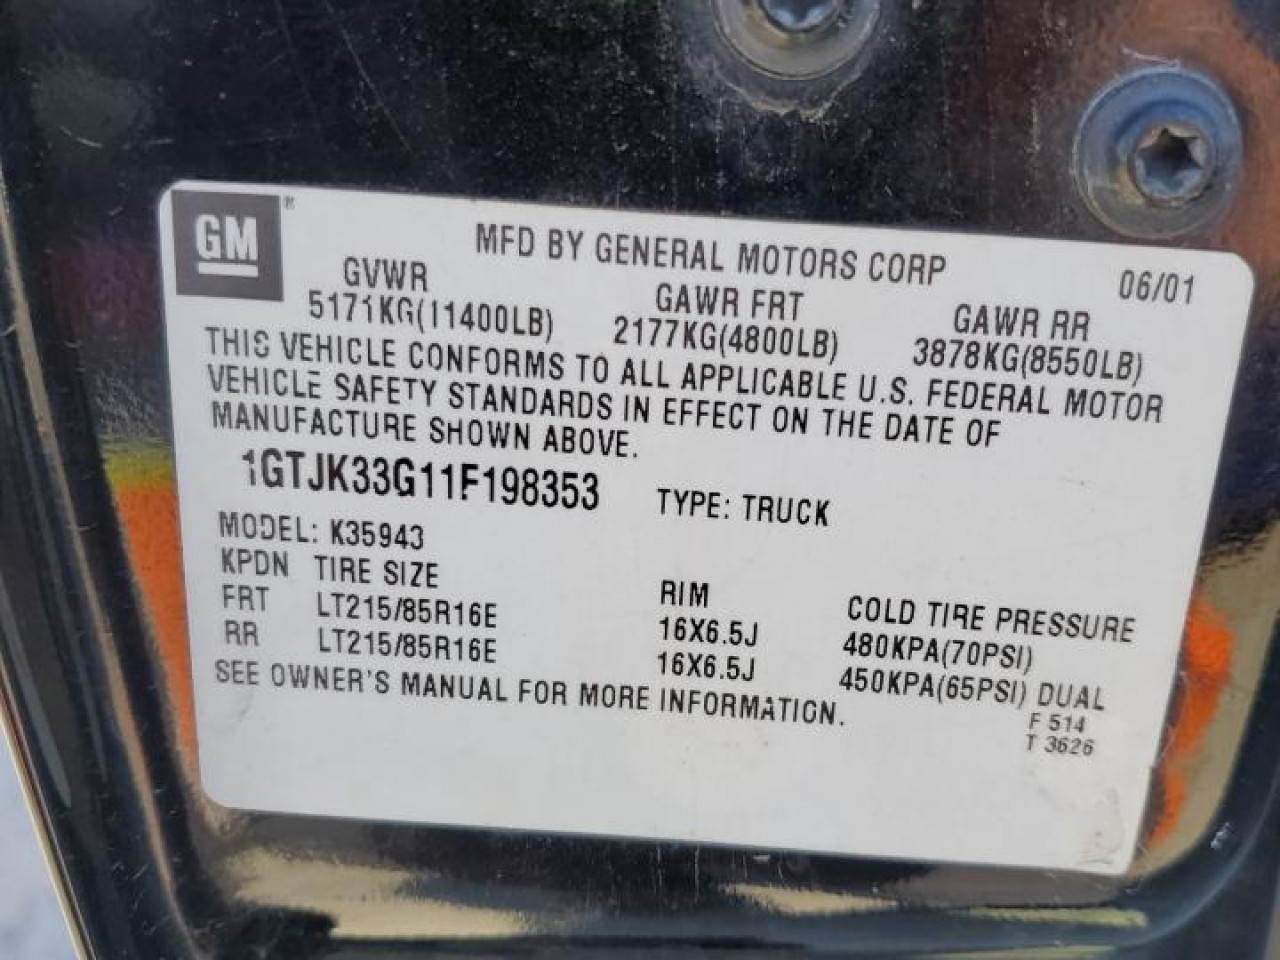 GM®
MFD BY GENERAL MOTORS CORP 06/01
GVWR GAWR FRT GAWR RR
5171KG(11400LB) 2177KG(4800LB) 3878KG(8550LB)
THIS VEHICLE CONFORMS TO ALL APPLICABLE U.S. FEDERAL MOTOR
VEHICLE SAFETY STANDARDS IN EFFECT ON THE DATE OF
MANUFACTURE SHOWN ABOVE.
1GTJK33G11F198353 TYPE: TRUCK
MODEL: K35943
KPDN TIRE SIZE RIM COLD TIRE PRESSURE
FRT LT215/85R16E 16X6.5J 480KPA(70PSI)
RR LT215/85R16E 16X6.5J 450KPA(65PSI) DUAL
SEE OWNER'S MANUAL FOR MORE INFORMATION.
F 514
T 3626